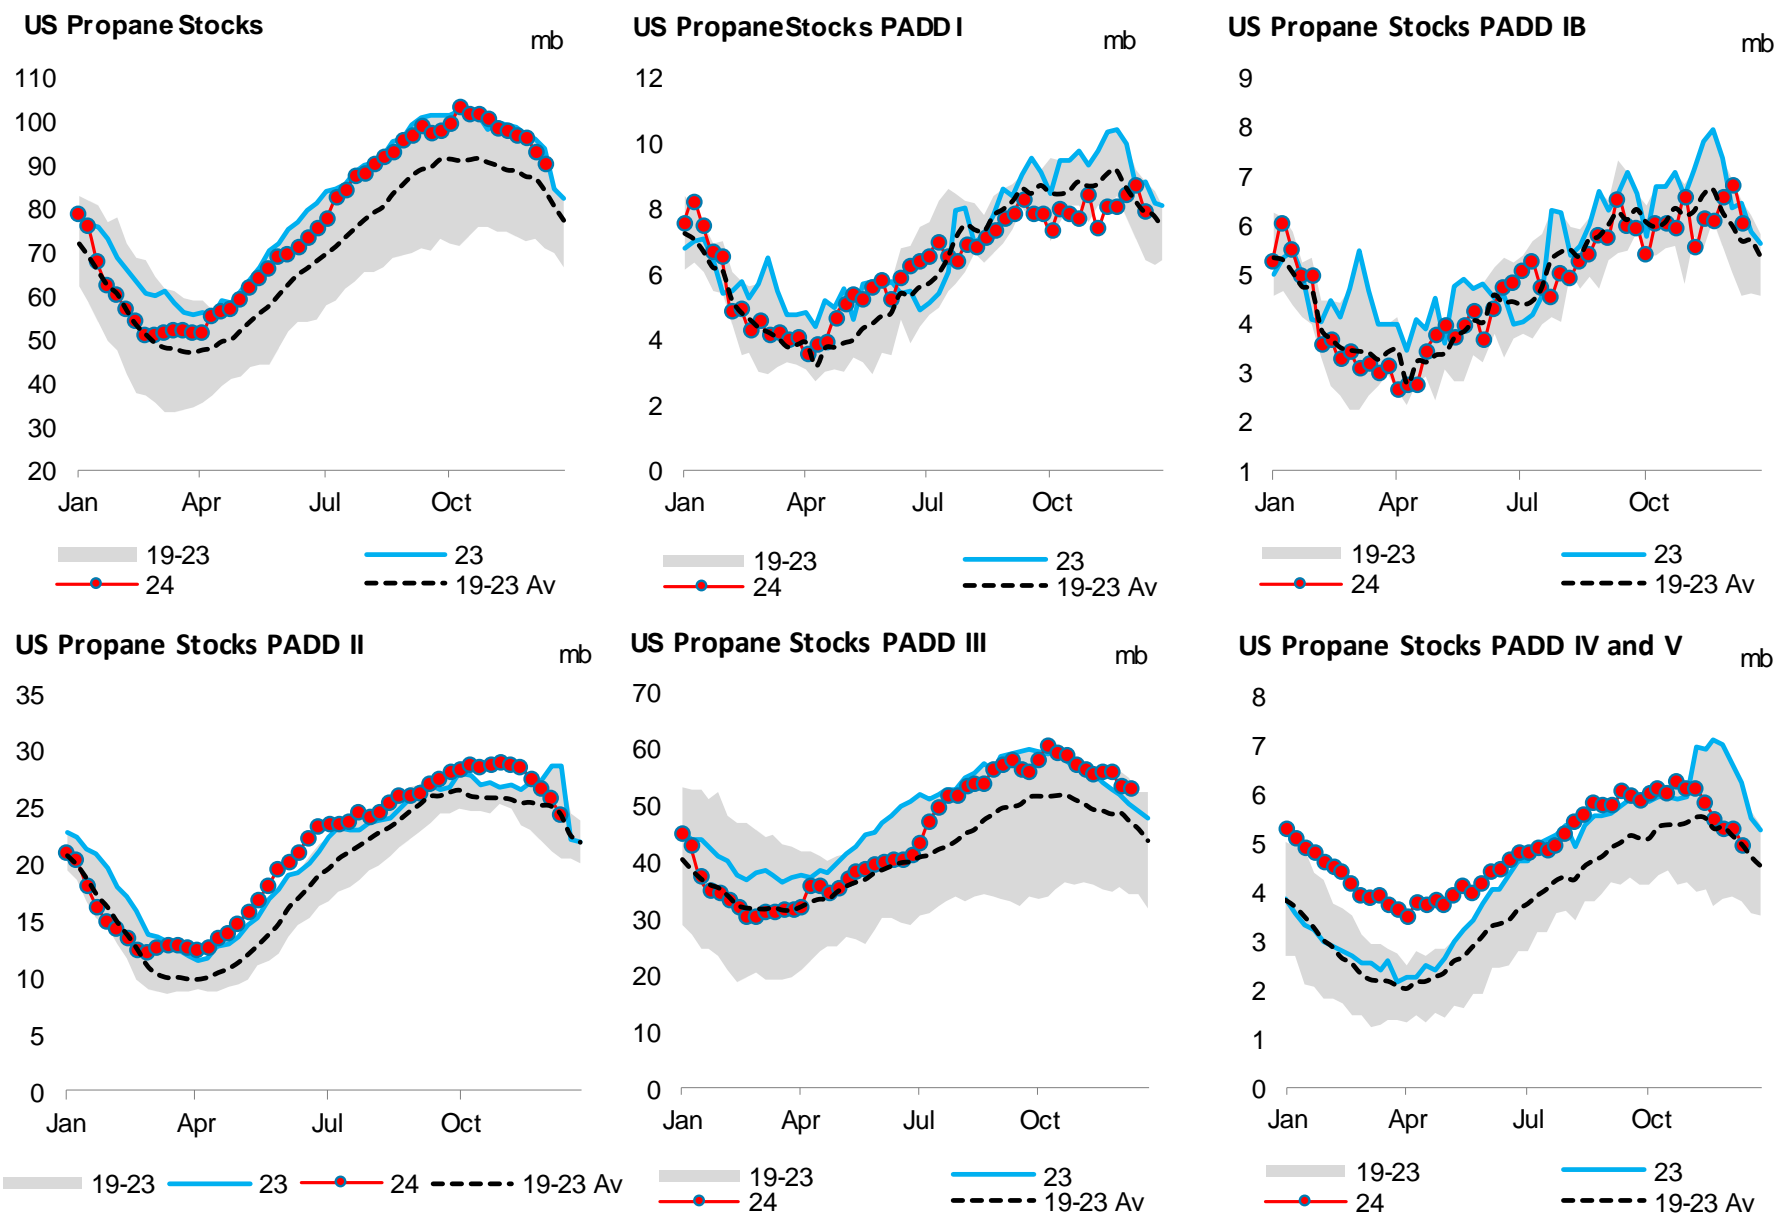 US Propane Stocks
mb
110
100
90
80
70
60
50
40
30
20
Jan Apr Jul Oct
19-23 23
24 19-23 Av
US Propane Stocks PADD I
mb
12
10
8
6
4
2
0
Jan Apr Jul Oct
19-23 23
24 19-23 Av
US Propane Stocks PADD IB
mb
9
8
7
6
5
4
3
2
1
Jan Apr Jul Oct
19-23 23
24 19-23 Av
US Propane Stocks PADD II
mb
35
30
25
20
15
10
5
0
Jan Apr Jul Oct
19-23 23 24 19-23 Av
US Propane Stocks PADD III
mb
70
60
50
40
30
20
10
0
Jan Apr Jul Oct
19-23 23
24 19-23 Av
US Propane Stocks PADD IV and V
mb
8
7
6
5
4
3
2
1
0
Jan Apr Jul Oct
19-23 23
24 19-23 Av